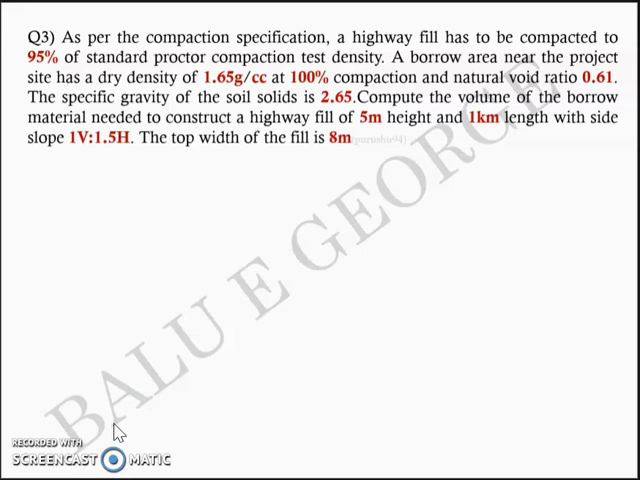 Q3) As per the compaction specification, a highway fill has to be compacted to
95% of standard proctor compaction test density. A borrow area near the project
site has a dry density of 1.65g/cc at 100% compaction and natural void ratio 0.61.
The specific gravity of the soil solids is 2.65.Compute the volume of the borrow
material needed to construct a highway fill of 5m height and 1km length with side
slope 1V:1.5H. The top width of the fill is 8m
BALU E GEORGE
RECORDED WITH
SCREENCAST MATIC